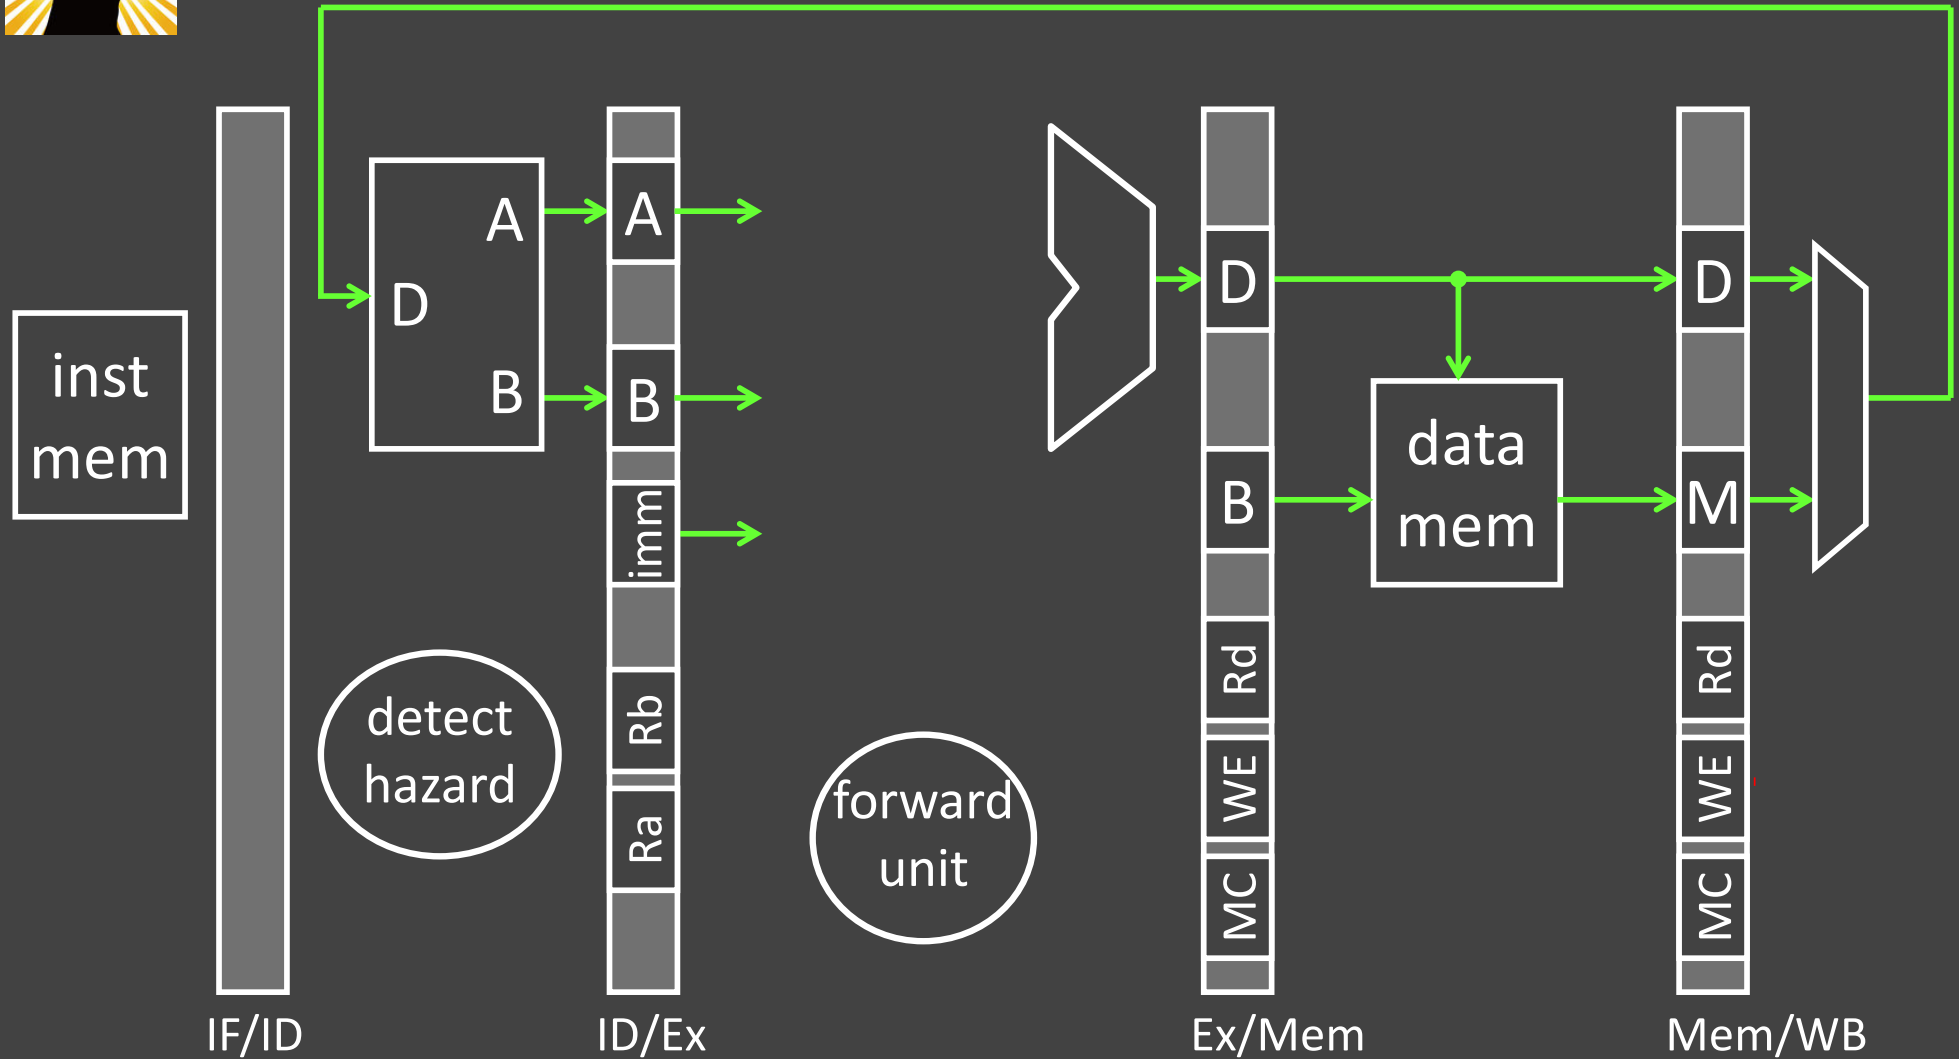 inst
mem
D
A
B
detect
hazard
A
B
imm
Rb
Ra
forward
unit
D
B
Rd
WE
MC
data
mem
D
M
Rd
WE
MC
IF/ID
ID/Ex
Ex/Mem
Mem/WB